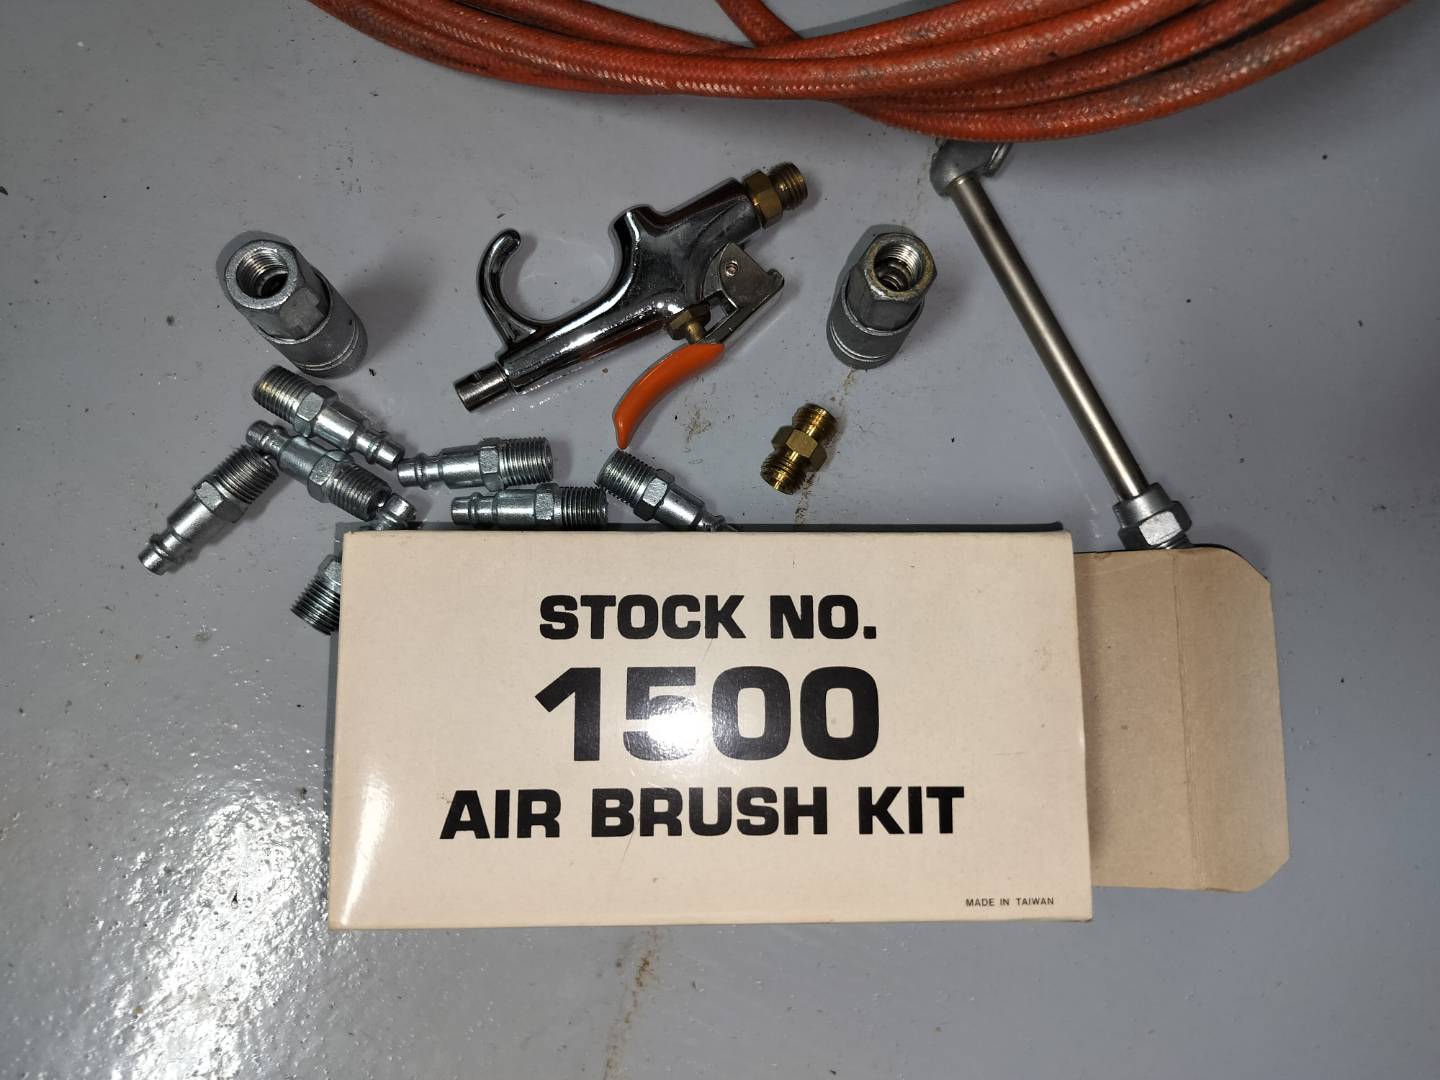 STOCK NO.
1500
AIR BRUSH KIT
MADE IN TAIWAN